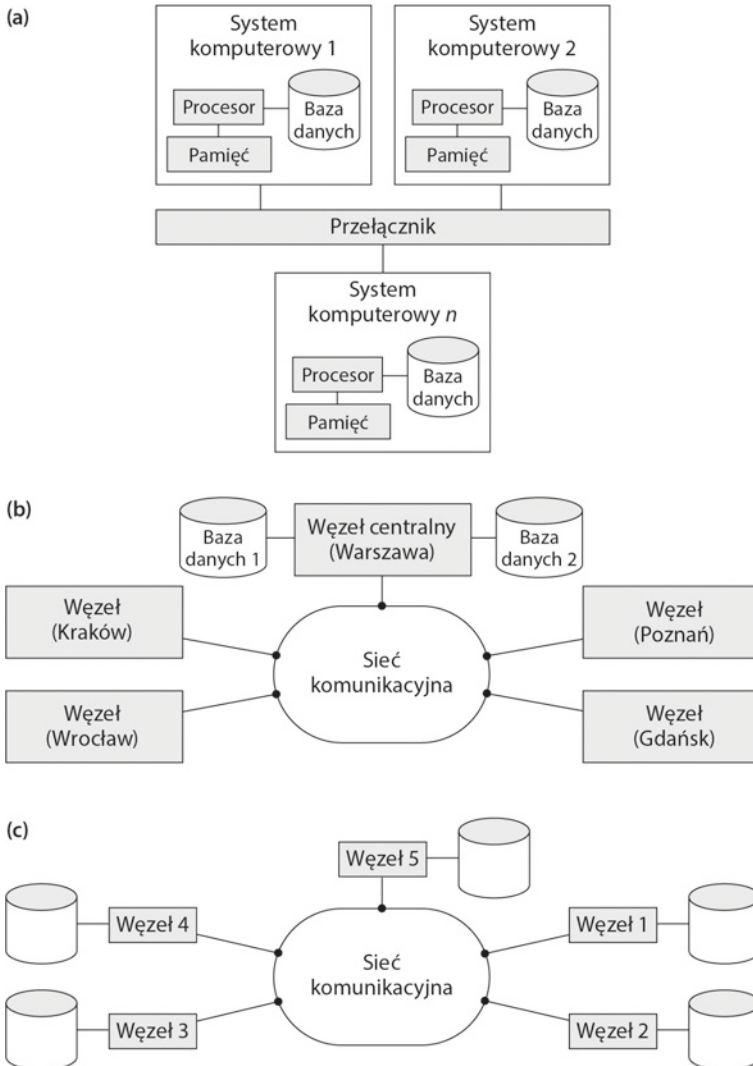 (a)
System
komputerowy 1
Procesor
Baza
danych
Pamięć
System
komputerowy 2
Procesor
Baza
danych
Pamięć
Przełącznik
System
komputerowy n
Procesor
Baza
danych
Pamięć
(b)
Baza
danych 1
Węzeł centralny
(Warszawa)
Baza
danych 2
Węzeł
(Kraków)
Węzeł
(Poznań)
Sieć
komunikacyjna
Węzeł
(Wrocław)
Węzeł
(Gdańsk)
(c)
Węzeł 5
Węzeł 4
Węzeł 1
Sieć
komunikacyjna
Węzeł 3
Węzeł 2